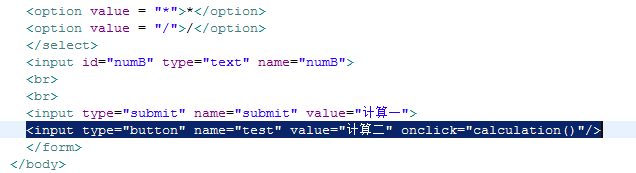 <option value = "*">*</option>
<option value = "/">/</option>
</select>
<input id="numB" type="text" name="numB">
<br>
<br>
<input type="submit" name="submit" value="计算一">
<input type="button" name="test" value="计算二" onclick="calculation()"/>
</form>
</body>